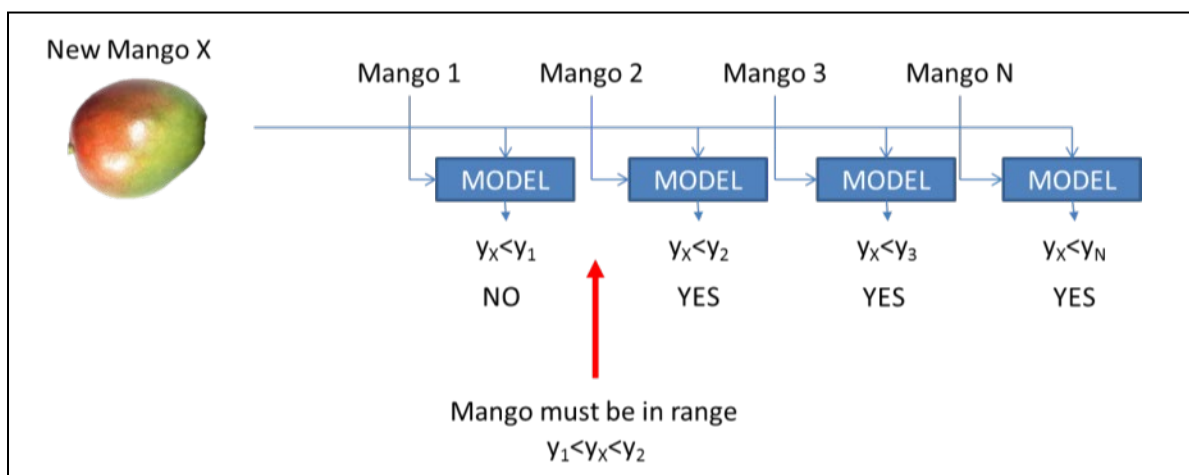 New Mango X
Mango 1 Mango 2 Mango 3 Mango N
MODEL MODEL MODEL MODEL
yₓ<y₁ yₓ<y₂ yₓ<y₃ yₓ<y_N
NO YES YES YES
Mango must be in range
y₁<yₓ<y₂